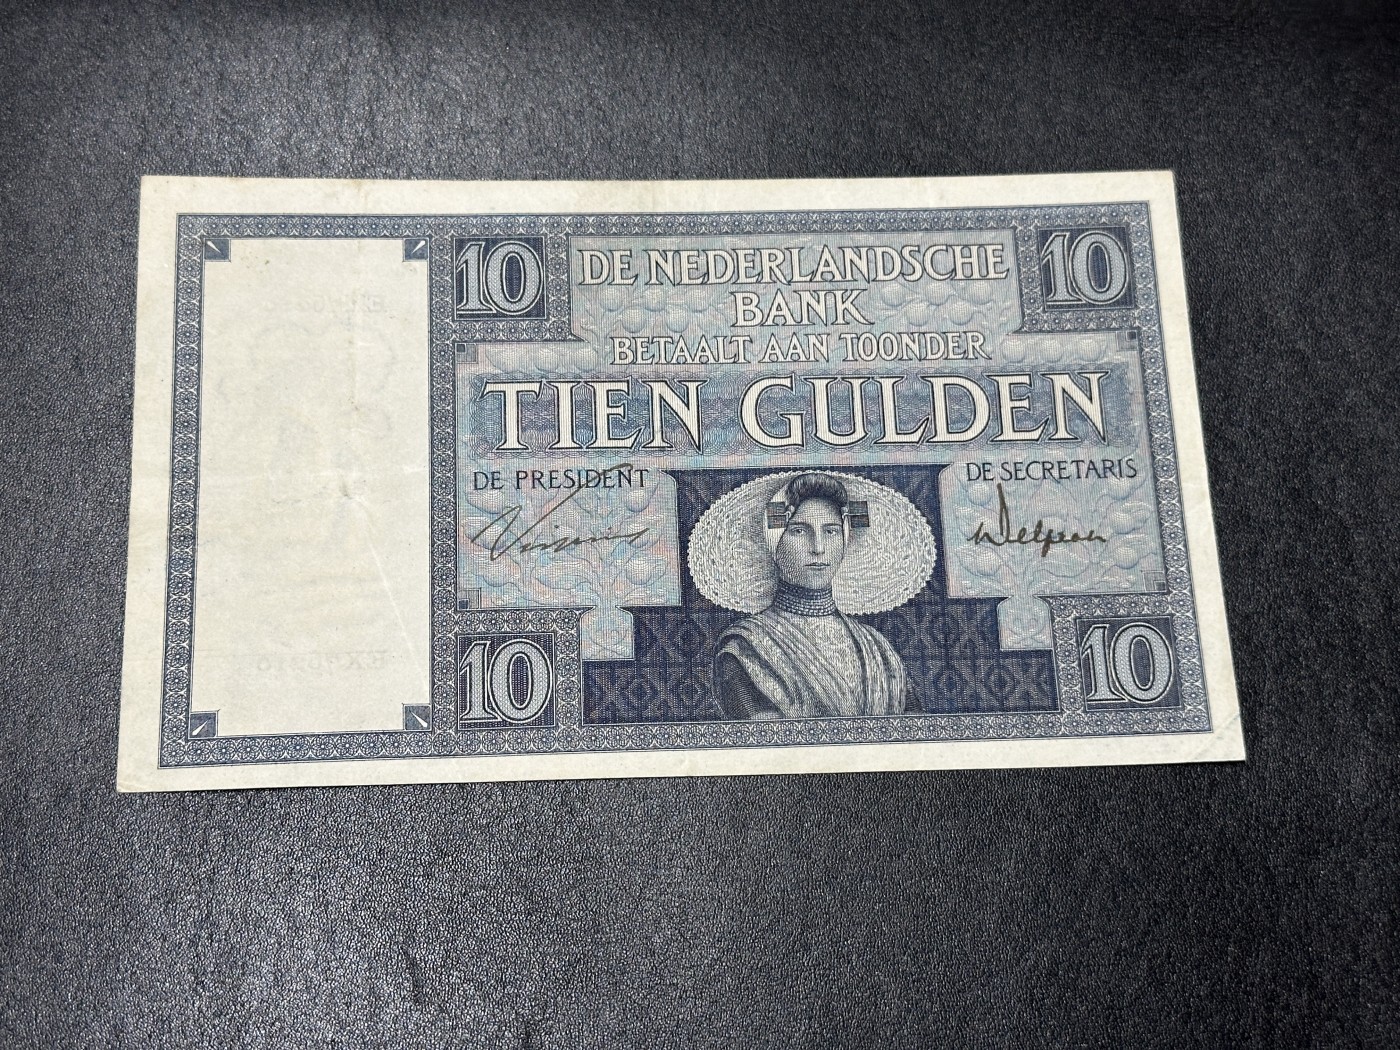 10
DE NEDERLANDSCHE
10
BANK
BETAALT AAN TOONDER
TIEN GULDEN
DE PRESIDENT
DE SECRETARIS
10
10